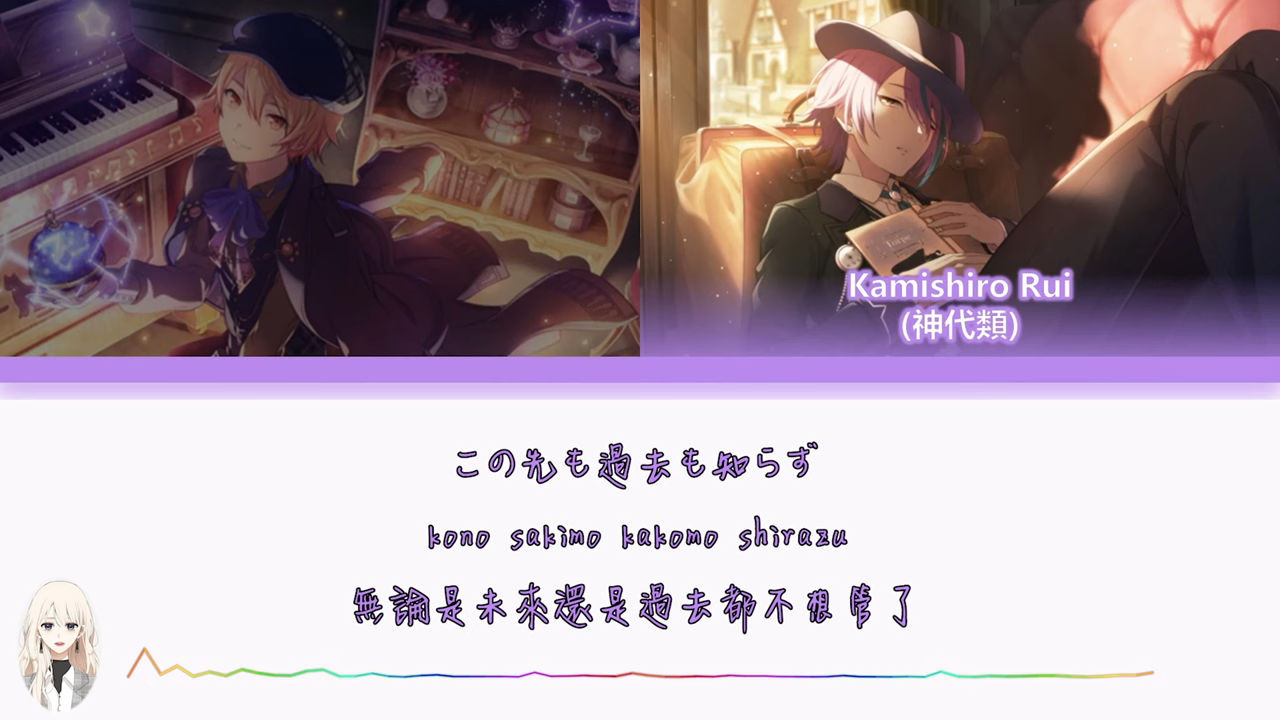 Kamishiro Rui
(神代類)
この先も過去も知らず
kono sakimo kakomo shirazu
無論是未來還是過去都不想管了